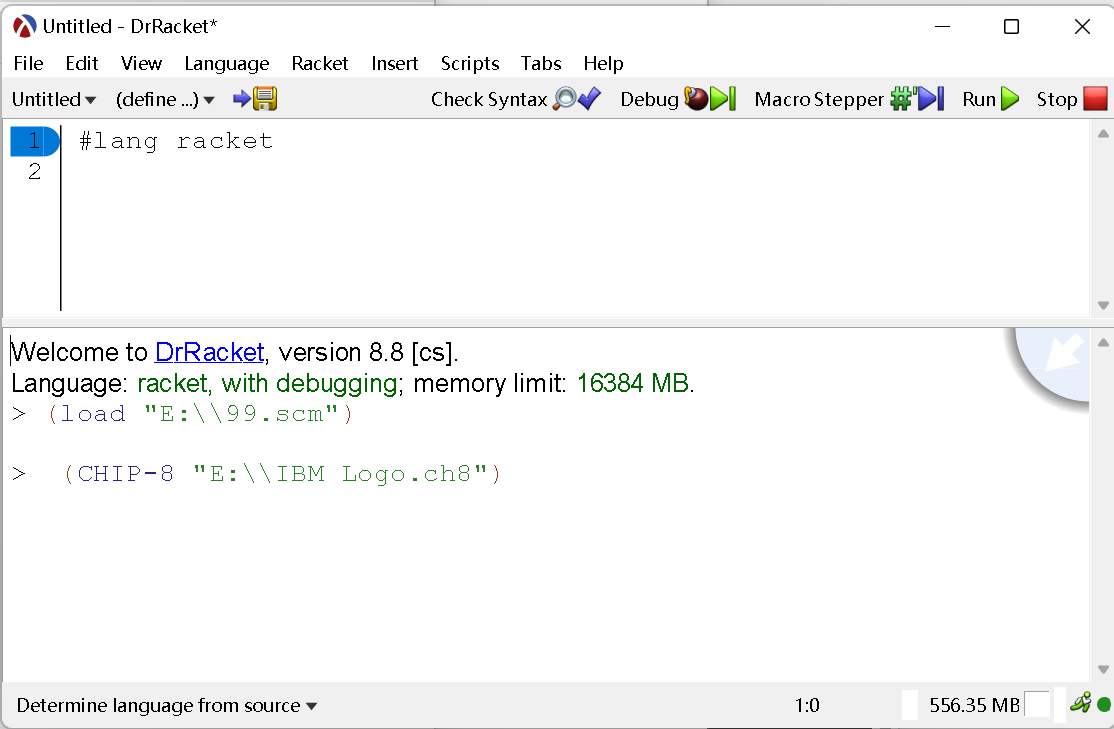 Untitled - DrRacket*
File Edit View Language Racket Insert Scripts Tabs Help
Untitled (define ...) Check Syntax Debug Macro Stepper #' Run Stop
1 #lang racket
2
Welcome to DrRacket, version 8.8 [cs].
Language: racket, with debugging; memory limit: 16384 MB.
> (load "E:\\99.scm")
> (CHIP-8 "E:\\IBM Logo.ch8")
Determine language from source 1:0 556.35 MB